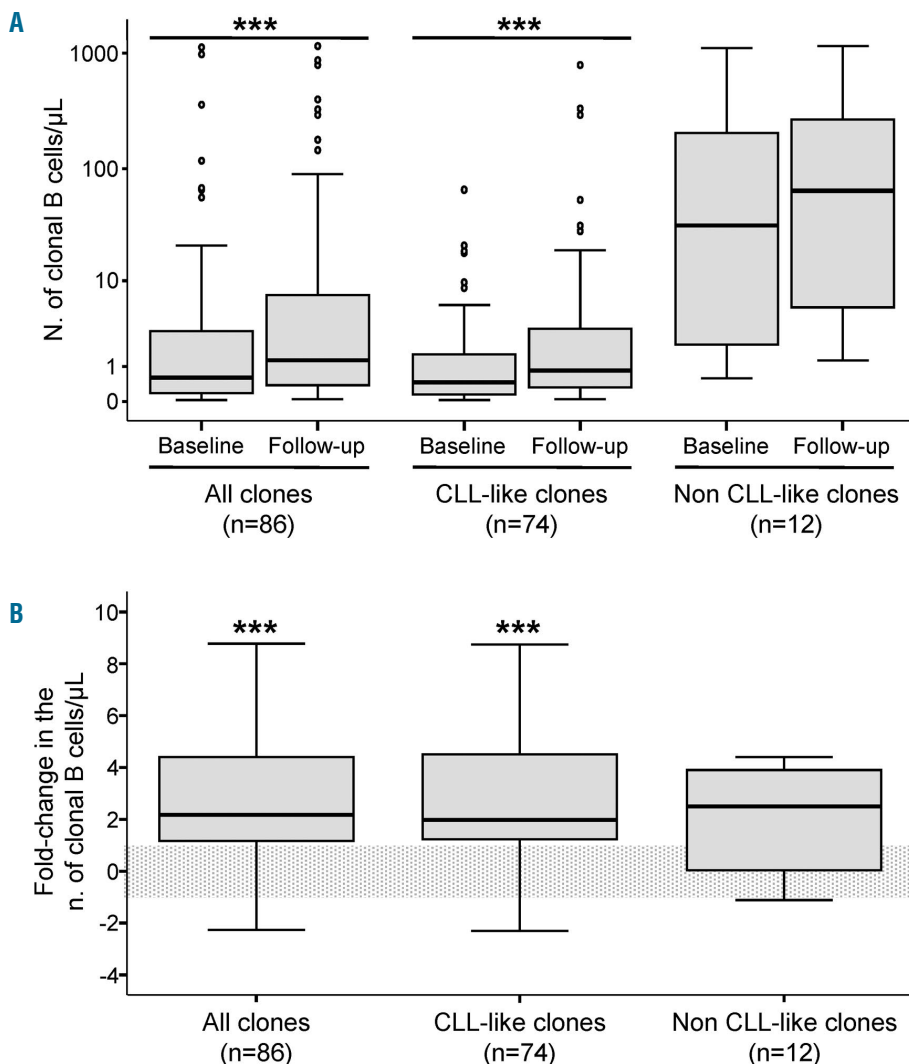 A
*** ***
1000
100
10
1
0
N. of clonal B cells/µL
Baseline Follow-up Baseline Follow-up Baseline Follow-up
All clones CLL-like clones Non CLL-like clones
(n=86) (n=74) (n=12)
B
*** ***
10
8
6
4
2
0
-2
-4
Fold-change in the
n. of clonal B cells/µL
All clones CLL-like clones Non CLL-like clones
(n=86) (n=74) (n=12)